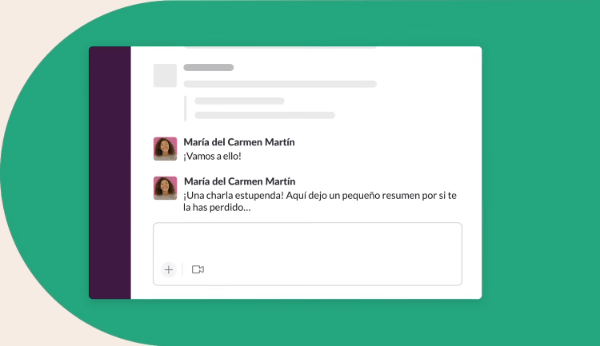 María del Carmen Martín
¡Vamos a ello!
María del Carmen Martín
¡Una charla estupenda! Aquí dejo un pequeño resumen por si te
la has perdido...